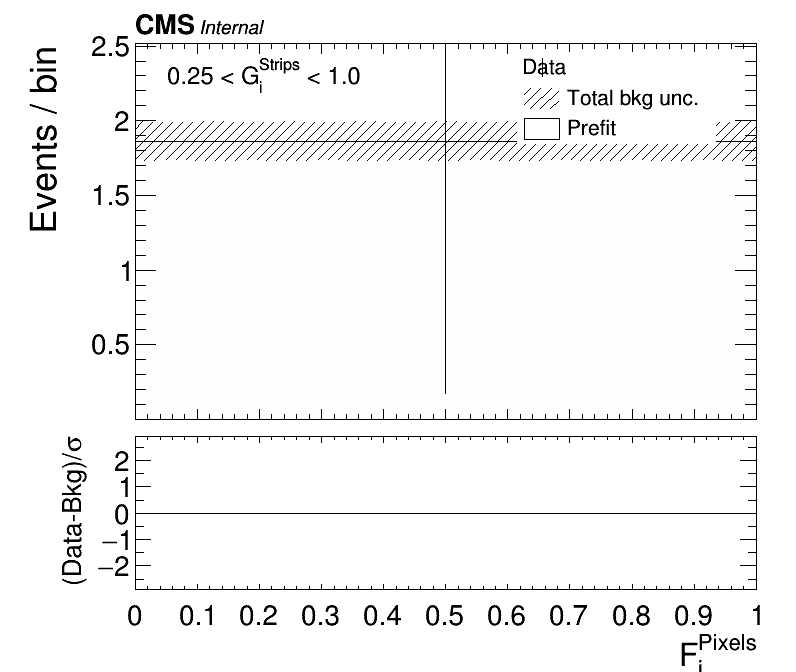 CMS Internal
Events / bin
2.5
2
1.5
1
0.5
0.25 < G_i^Strips < 1.0
Data
Total bkg unc.
Prefit
(Data-Bkg)/σ
2
1
0
−1
−2
0 0.1 0.2 0.3 0.4 0.5 0.6 0.7 0.8 0.9 1
F_i^Pixels